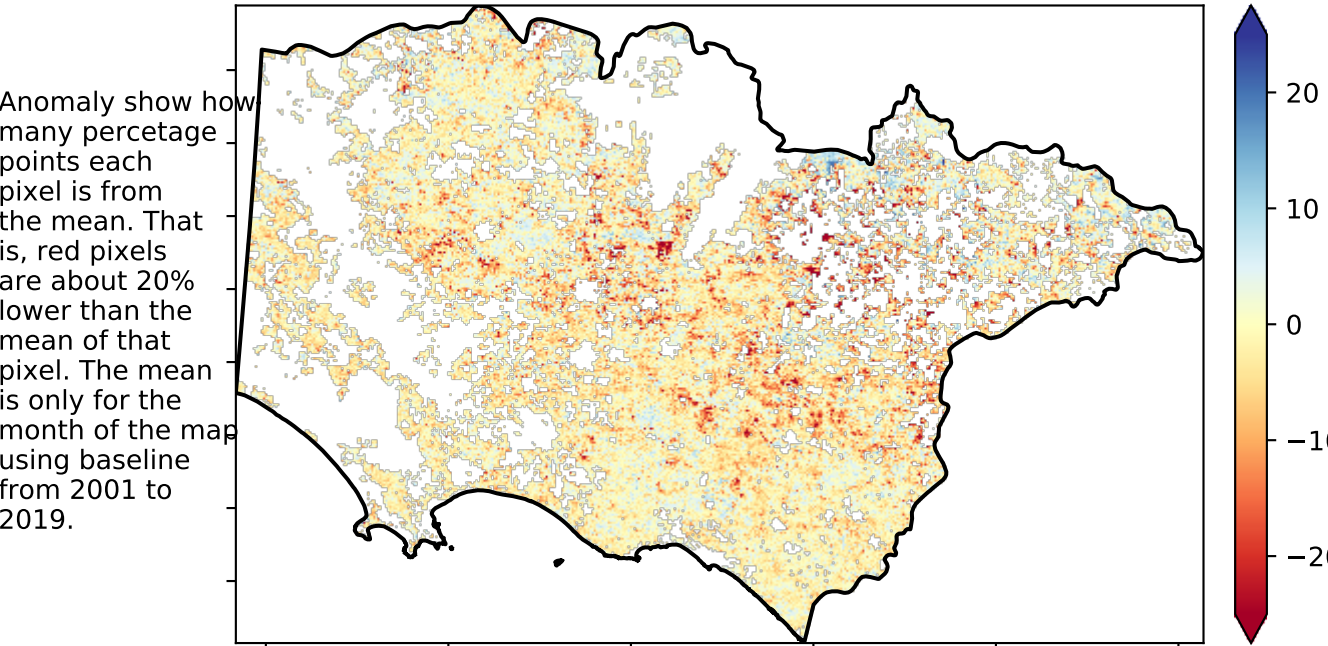 Anomaly show how
many percetage
points each
pixel is from
the mean. That
is, red pixels
are about 20%
lower than the
mean of that
pixel. The mean
is only for the
month of the map
using baseline
from 2001 to
2019.
20
10
0
−10
−20